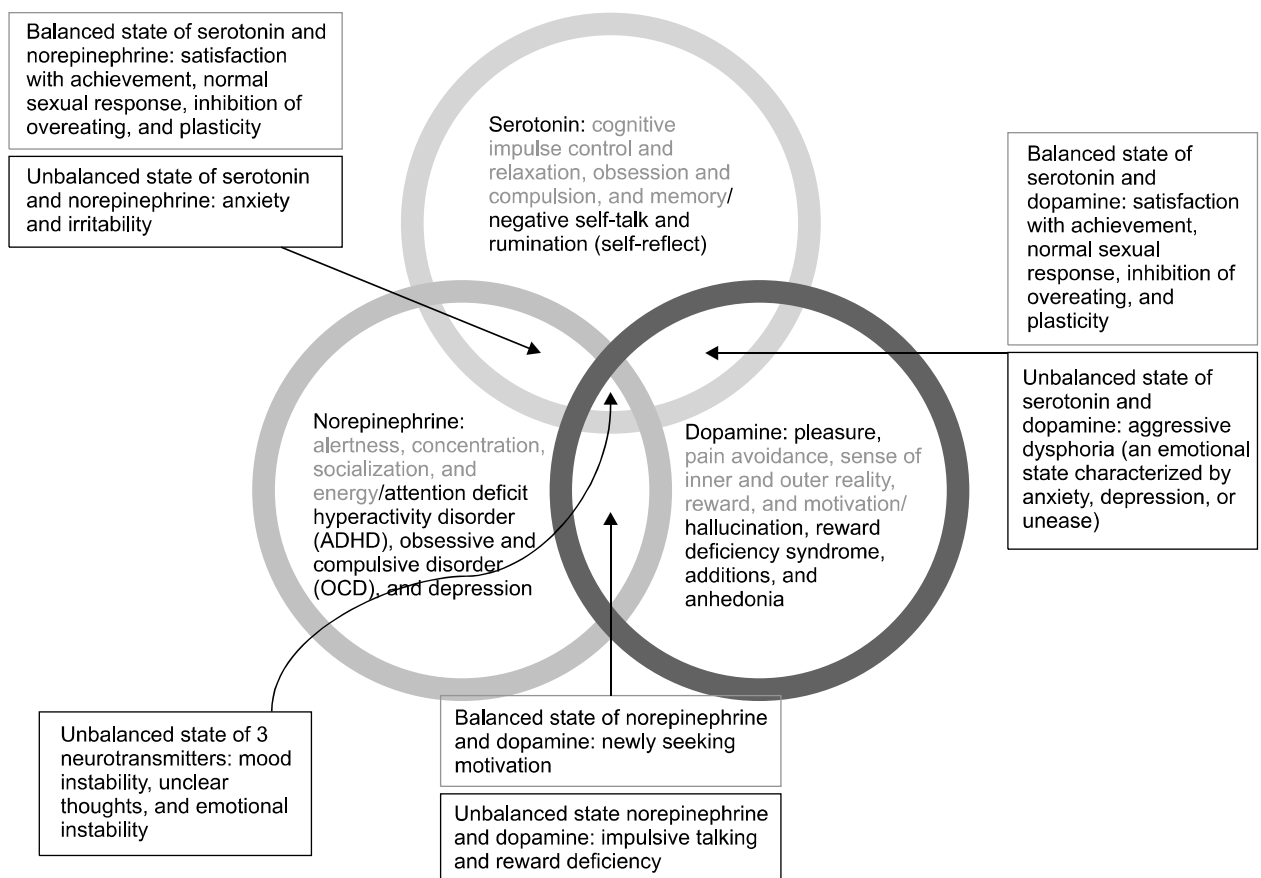 Balanced state of serotonin and
norepinephrine: satisfaction
with achievement, normal
sexual response, inhibition of
overeating, and plasticity
Unbalanced state of serotonin
and norepinephrine: anxiety
and irritability
Serotonin: cognitive
impulse control and
relaxation, obsession and
compulsion, and memory/
negative self-talk and
rumination (self-reflect)
Balanced state of
serotonin and
dopamine: satisfaction
with achievement,
normal sexual
response, inhibition of
overeating, and
plasticity
Unbalanced state of
serotonin and
dopamine: aggressive
dysphoria (an emotional
state characterized by
anxiety, depression, or
unease)
Norepinephrine:
alertness, concentration,
socialization, and
energy/attention deficit
hyperactivity disorder
(ADHD), obsessive and
compulsive disorder
(OCD), and depression
Dopamine: pleasure,
pain avoidance, sense of
inner and outer reality,
reward, and motivation/
hallucination, reward
deficiency syndrome,
additions, and
anhedonia
Unbalanced state of 3
neurotransmitters: mood
instability, unclear
thoughts, and emotional
instability
Balanced state of norepinephrine
and dopamine: newly seeking
motivation
Unbalanced state norepinephrine
and dopamine: impulsive talking
and reward deficiency